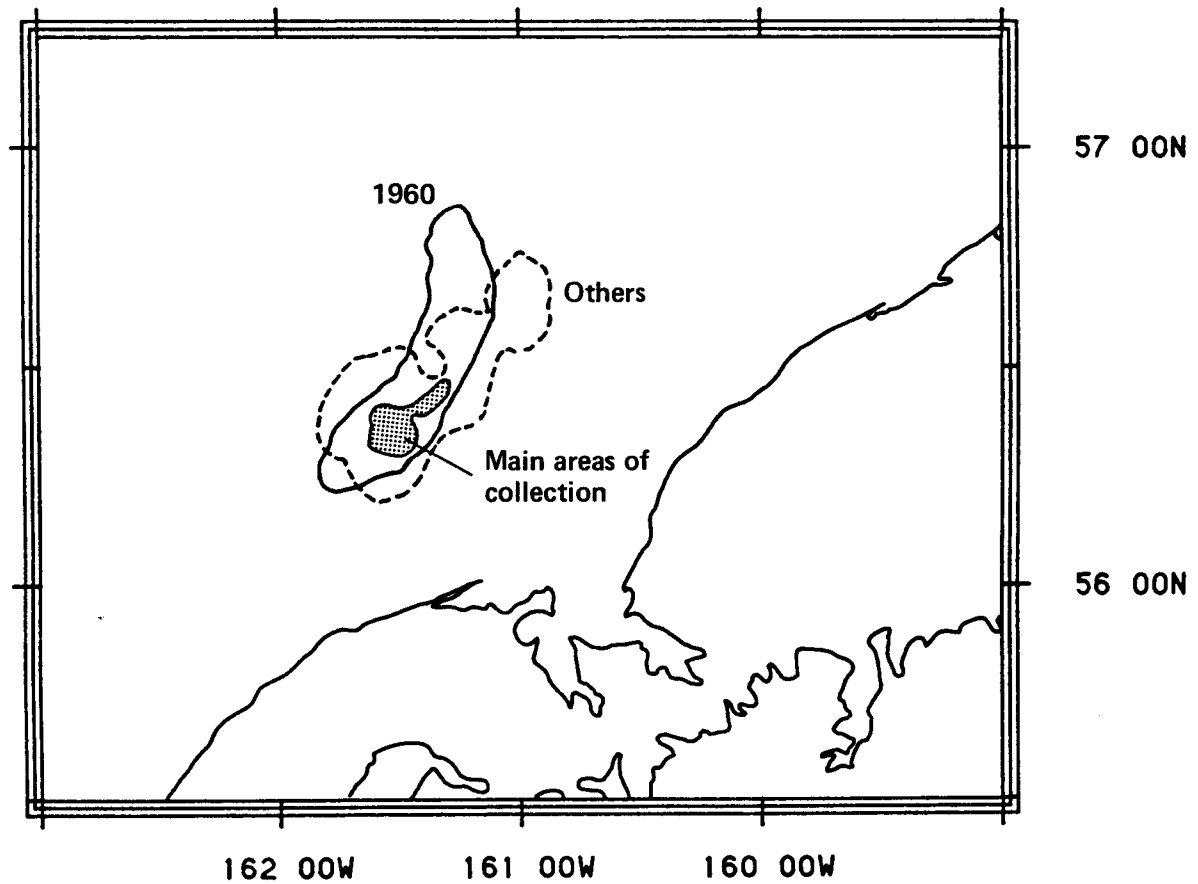 57 00N
1960
Others
Main areas of
collection
56 00N
162 00W 161 00W 160 00W